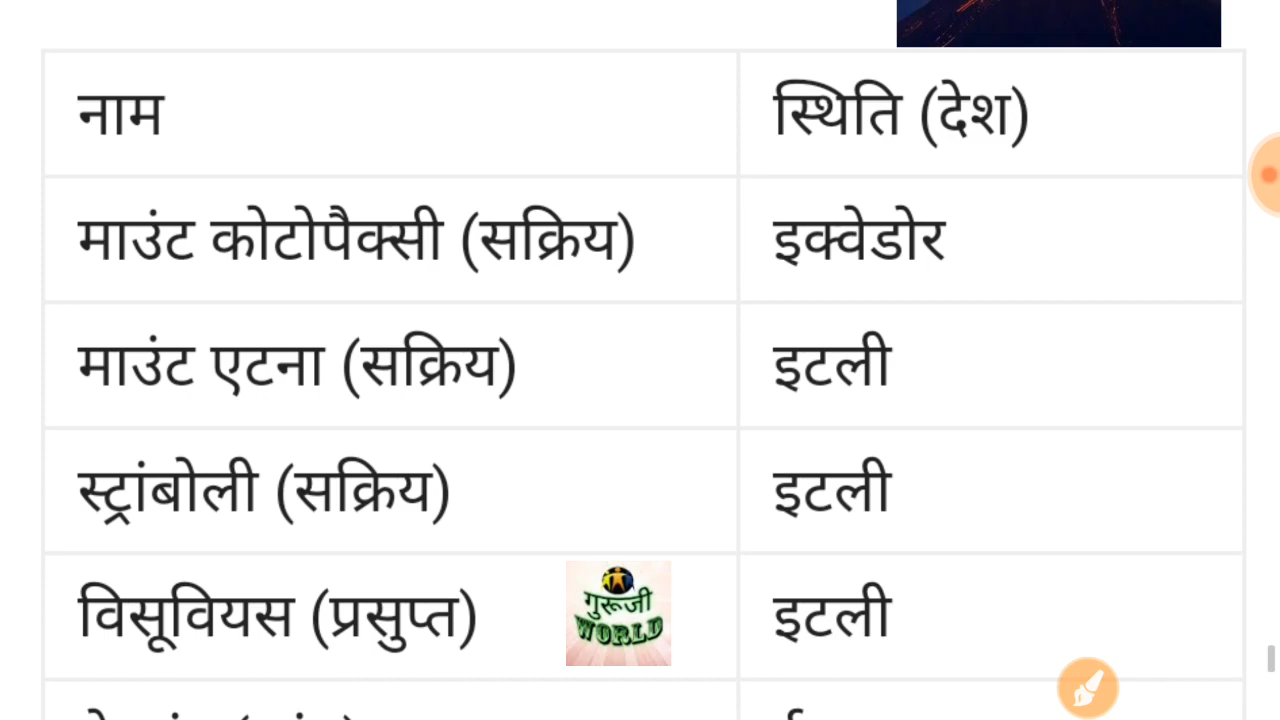 नाम स्थिति (देश)
माउंट कोटोपैक्सी (सक्रिय) इक्वेडोर
माउंट एटना (सक्रिय) इटली
स्ट्रांबोली (सक्रिय) इटली
विसूवियस (प्रसुप्त) इटली
गुरूजी
WORLD